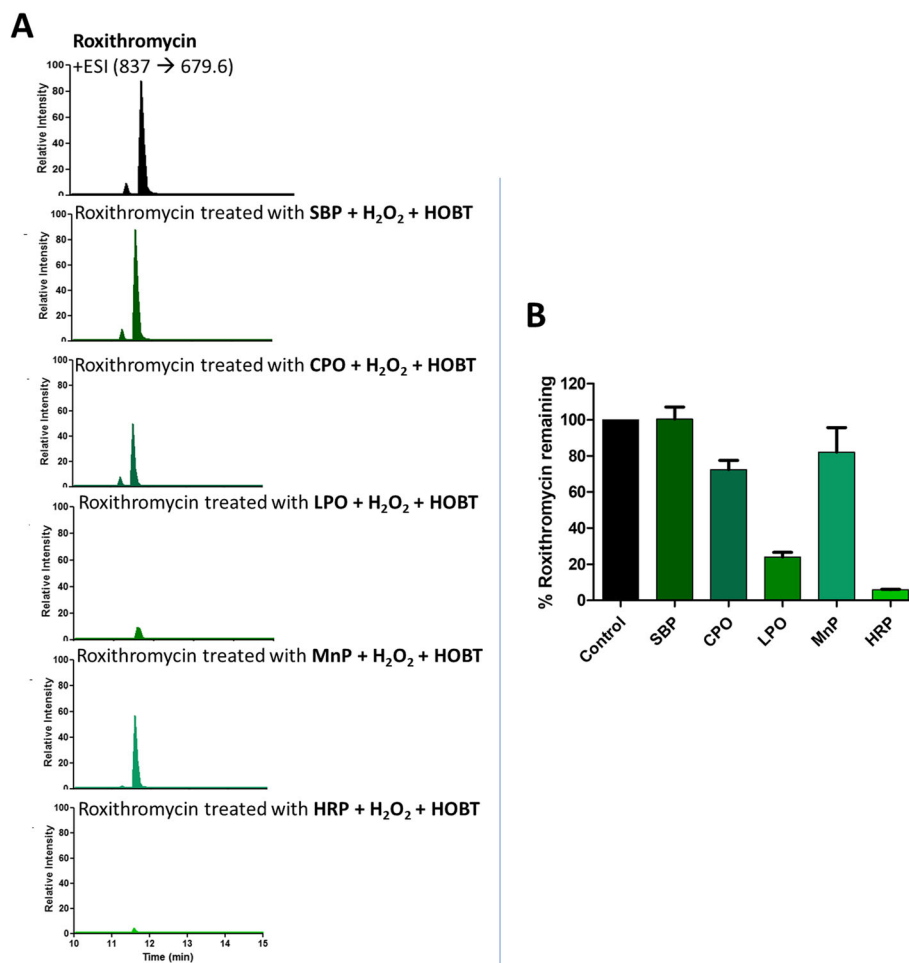 A
Roxithromycin
+ESI (837 → 679.6)
Relative Intensity
100
80
60
40
20
0
Roxithromycin treated with SBP + H₂O₂ + HOBT
Relative Intensity
100
80
60
40
20
0
Roxithromycin treated with CPO + H₂O₂ + HOBT
Relative Intensity
100
80
60
40
20
0
Roxithromycin treated with LPO + H₂O₂ + HOBT
Relative Intensity
100
80
60
40
20
0
Roxithromycin treated with MnP + H₂O₂ + HOBT
Relative Intensity
100
80
60
40
20
0
Roxithromycin treated with HRP + H₂O₂ + HOBT
Relative Intensity
100
80
60
40
20
0
10 11 12 13 14 15
Time (min)
B
% Roxithromycin remaining
120
100
80
60
40
20
0
Control SBP CPO LPO MnP HRP